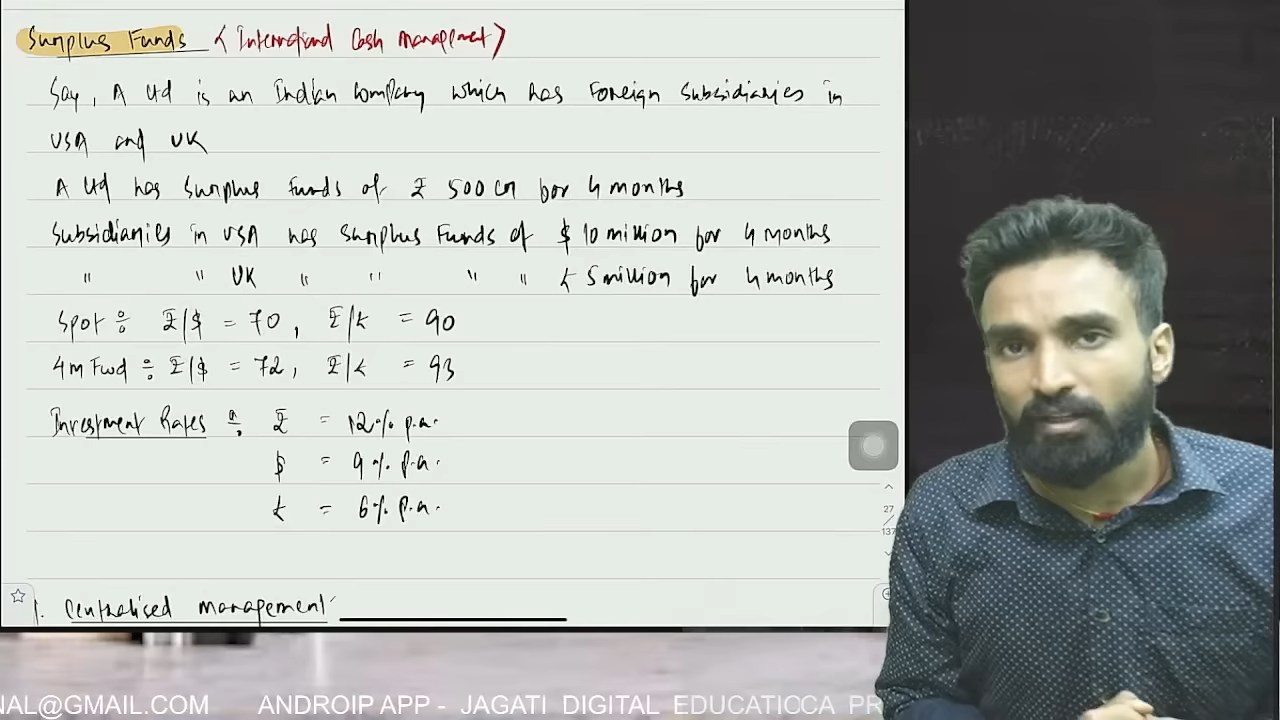 Surplus Funds (International Cash Management)
Say, A Ltd is an Indian Company which has Foreign Subsidiaries in
USA and UK
A Ltd has Surplus Funds of ₹ 500 cr for 4 months
Subsidiaries in USA has Surplus Funds of $ 10 million for 4 months
" " UK " " " " £ 5 million for 4 months
Spot ÷ ₹/$ = 70, ₹/£ = 90
4m Fwd ÷ ₹/$ = 72, ₹/£ = 93
Investment Rates ÷ ₹ = 12% p.a.
$ = 9% p.a.
£ = 6% p.a.
27
/
137
1. Centralised management
NAL@GMAIL.COM ANDROIP APP - JAGATI DIGITAL EDUCATICCA PR